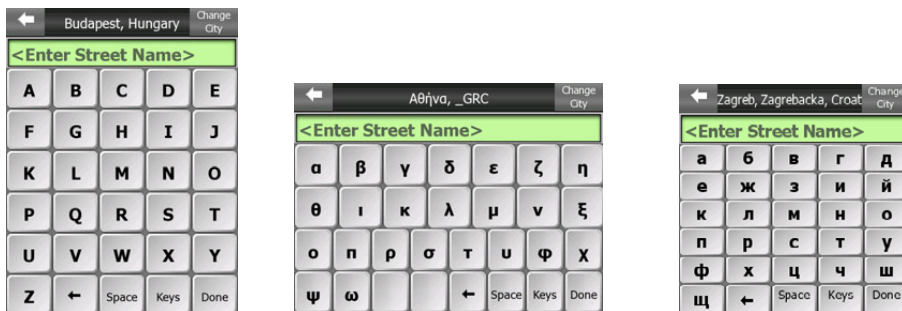 Budapest, Hungary Change City
<Enter Street Name>
A B C D E
F G H I J
K L M N O
P Q R S T
U V W X Y
Z ← Space Keys Done
Αθήνα, _GRC Change City
<Enter Street Name>
α β γ δ ε ζ η
θ ι κ λ μ ν ξ
ο π ρ σ τ υ φ χ
ψ ω ← Space Keys Done
Zagreb, Zagrebacka, Croat Change City
<Enter Street Name>
а б в г д
е ж з и й
к л м н о
п р с т у
ф х ц ч ш
щ ← Space Keys Done